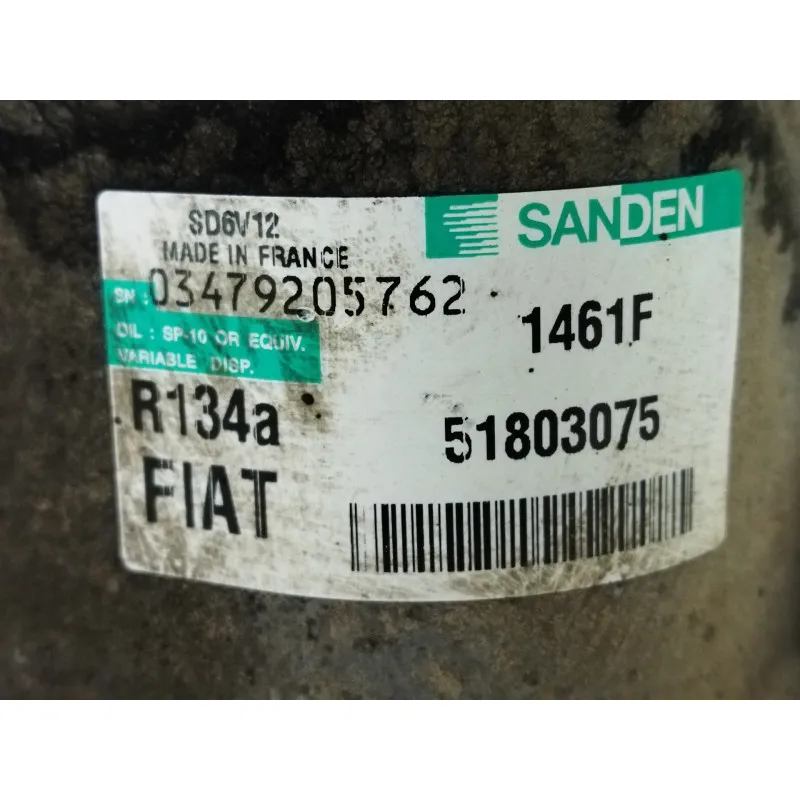 SD6V12
MADE IN FRANCE
SANDEN
SN : 03479205762
OIL : SP-10 OR EQUIV.
VARIABLE DISP.
1461F
R134a
51803075
FIAT